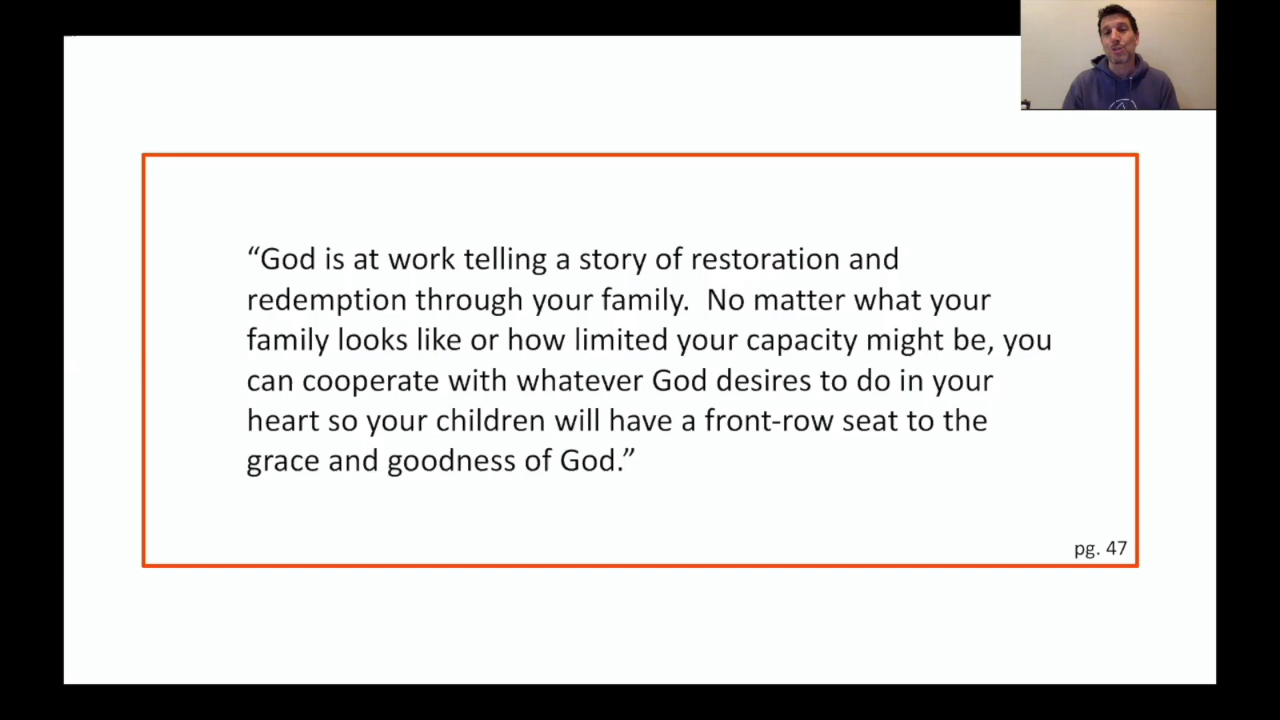 “God is at work telling a story of restoration and
redemption through your family.  No matter what your
family looks like or how limited your capacity might be, you
can cooperate with whatever God desires to do in your
heart so your children will have a front-row seat to the
grace and goodness of God.”
pg. 47